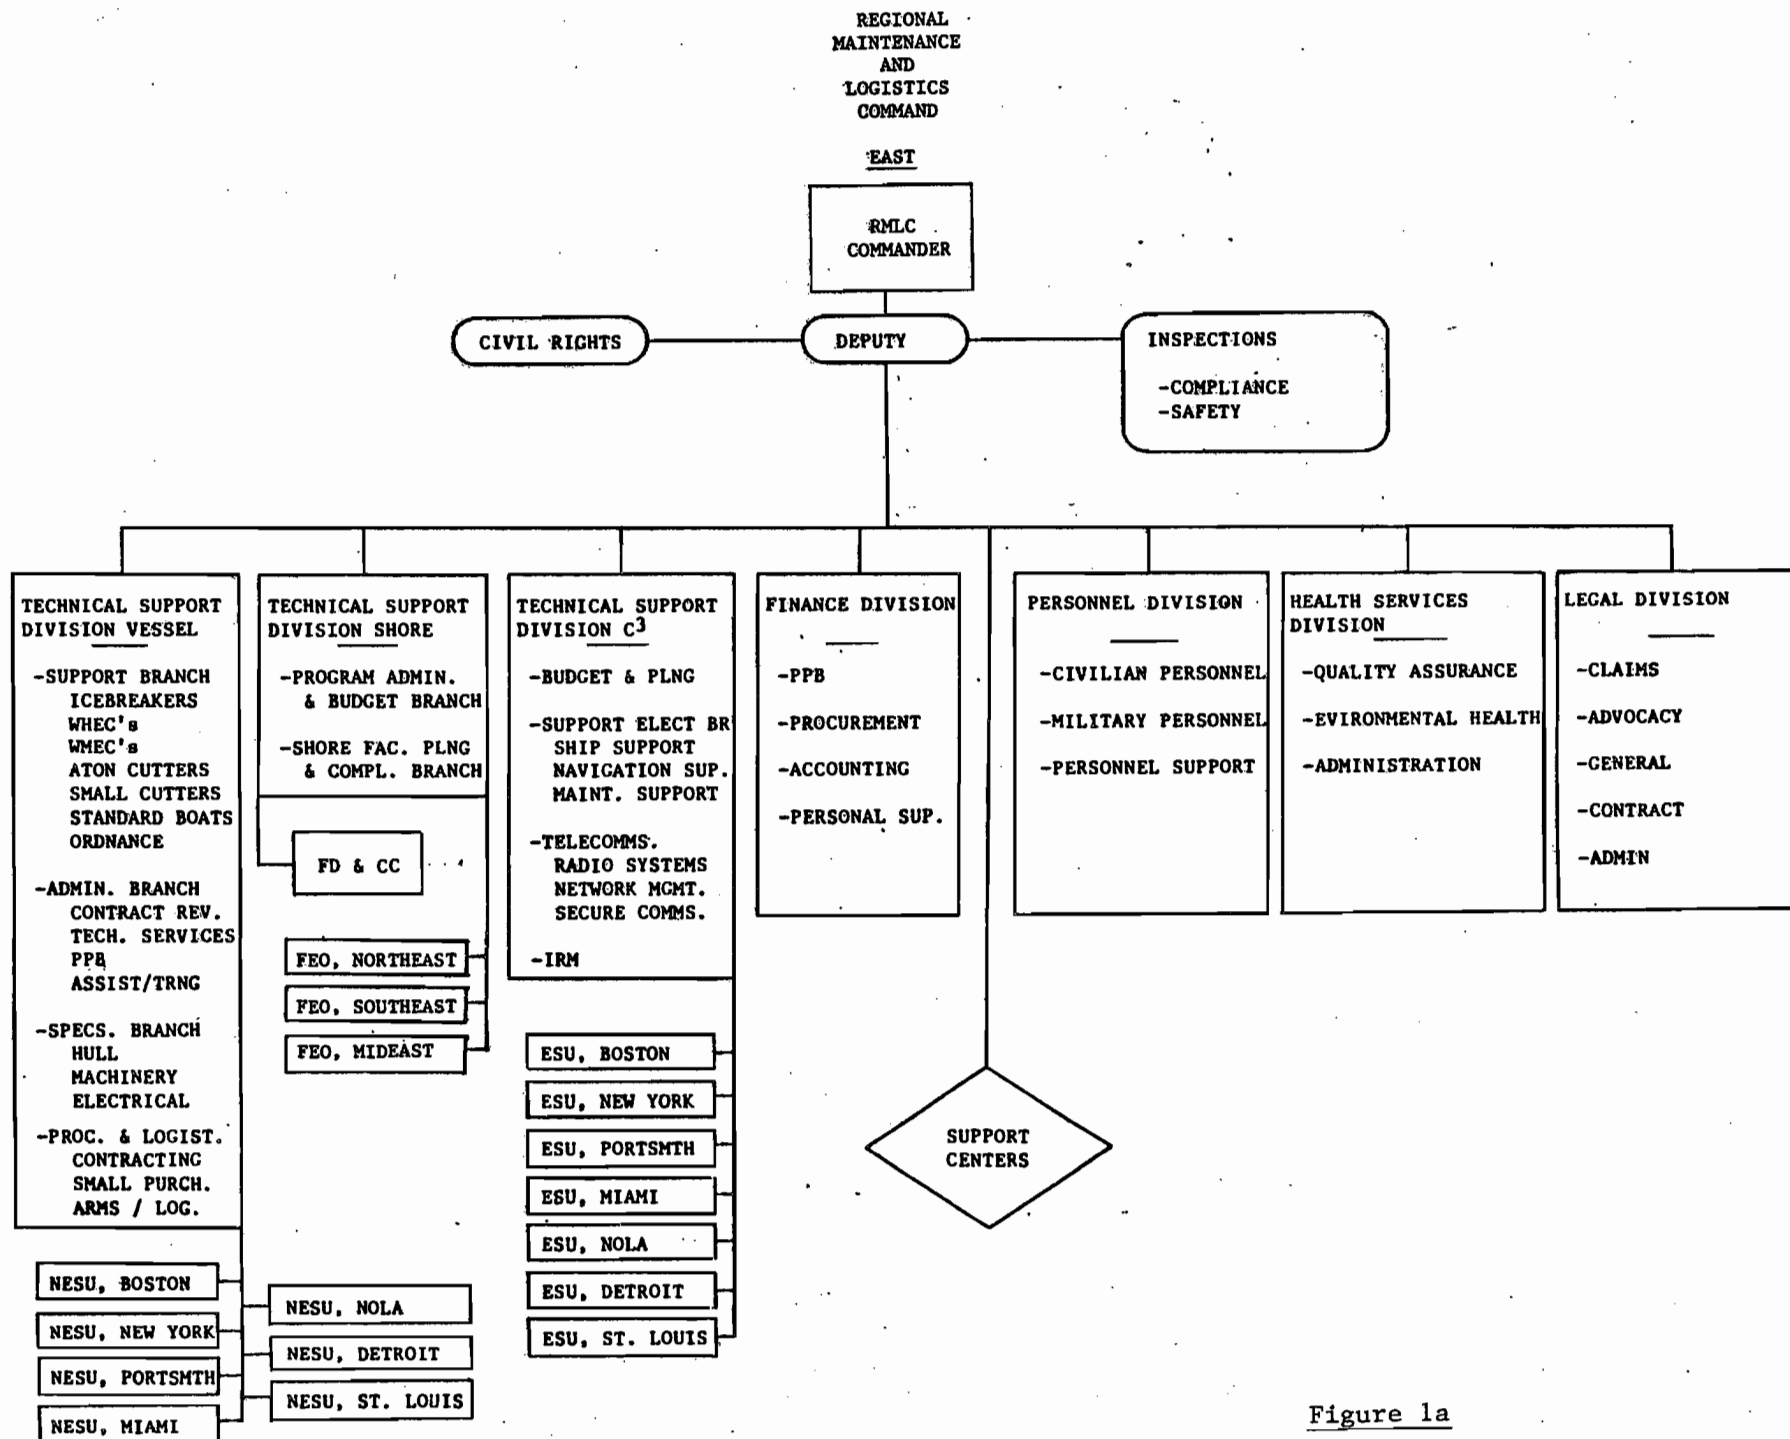 REGIONAL
MAINTENANCE
AND
LOGISTICS
COMMAND
EAST
RMLC
COMMANDER
CIVIL RIGHTS
DEPUTY
INSPECTIONS
-COMPLIANCE
-SAFETY
TECHNICAL SUPPORT
DIVISION VESSEL
-SUPPORT BRANCH
ICEBREAKERS
WHEC's
WMEC's
ATON CUTTERS
SMALL CUTTERS
STANDARD BOATS
ORDNANCE
-ADMIN. BRANCH
CONTRACT REV.
TECH. SERVICES
PPB
ASSIST/TRNG
-SPECS. BRANCH
HULL
MACHINERY
ELECTRICAL
-PROC. & LOGIST.
CONTRACTING
SMALL PURCH.
ARMS / LOG.
NESU, BOSTON
NESU, NEW YORK
NESU, PORTSMTH
NESU, MIAMI
NESU, NOLA
NESU, DETROIT
NESU, ST. LOUIS
TECHNICAL SUPPORT
DIVISION SHORE
-PROGRAM ADMIN.
& BUDGET BRANCH
-SHORE FAC. PLNG
& COMPL. BRANCH
FD & CC
FEO, NORTHEAST
FEO, SOUTHEAST
FEO, MIDEAST
TECHNICAL SUPPORT
DIVISION C³
-BUDGET & PLNG
-SUPPORT ELECT BR
SHIP SUPPORT
NAVIGATION SUP.
MAINT. SUPPORT
-TELECOMMS.
RADIO SYSTEMS
NETWORK MGMT.
SECURE COMMS.
-IRM
ESU, BOSTON
ESU, NEW YORK
ESU, PORTSMTH
ESU, MIAMI
ESU, NOLA
ESU, DETROIT
ESU, ST. LOUIS
FINANCE DIVISION
-PPB
-PROCUREMENT
-ACCOUNTING
-PERSONAL SUP.
SUPPORT
CENTERS
PERSONNEL DIVISION
-CIVILIAN PERSONNEL
-MILITARY PERSONNEL
-PERSONNEL SUPPORT
HEALTH SERVICES
DIVISION
-QUALITY ASSURANCE
-EVIRONMENTAL HEALTH
-ADMINISTRATION
LEGAL DIVISION
-CLAIMS
-ADVOCACY
-GENERAL
-CONTRACT
-ADMIN
Figure 1a